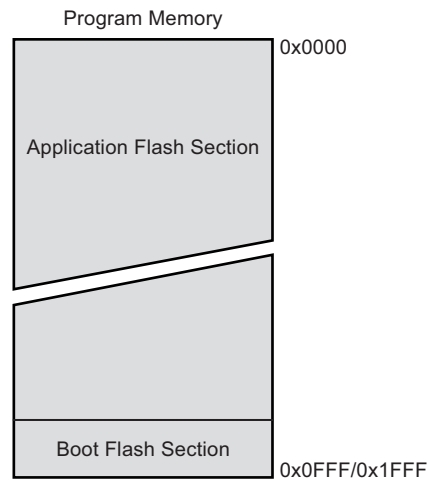 Program Memory
0x0000
Application Flash Section
Boot Flash Section
0x0FFF/0x1FFF